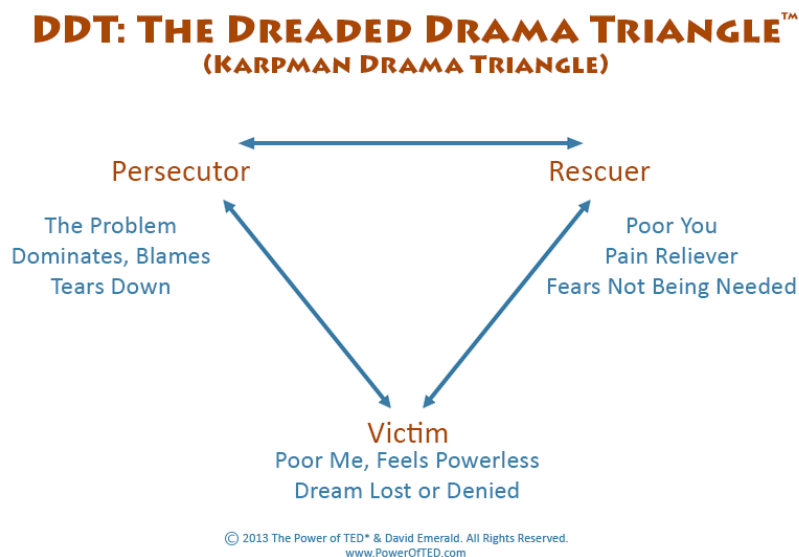 DDT: The Dreaded Drama Triangle™
(Karpman Drama Triangle)
Persecutor
The Problem
Dominates, Blames
Tears Down
Rescuer
Poor You
Pain Reliever
Fears Not Being Needed
Victim
Poor Me, Feels Powerless
Dream Lost or Denied
© 2013 The Power of TED* & David Emerald. All Rights Reserved.
www.PowerOfTED.com